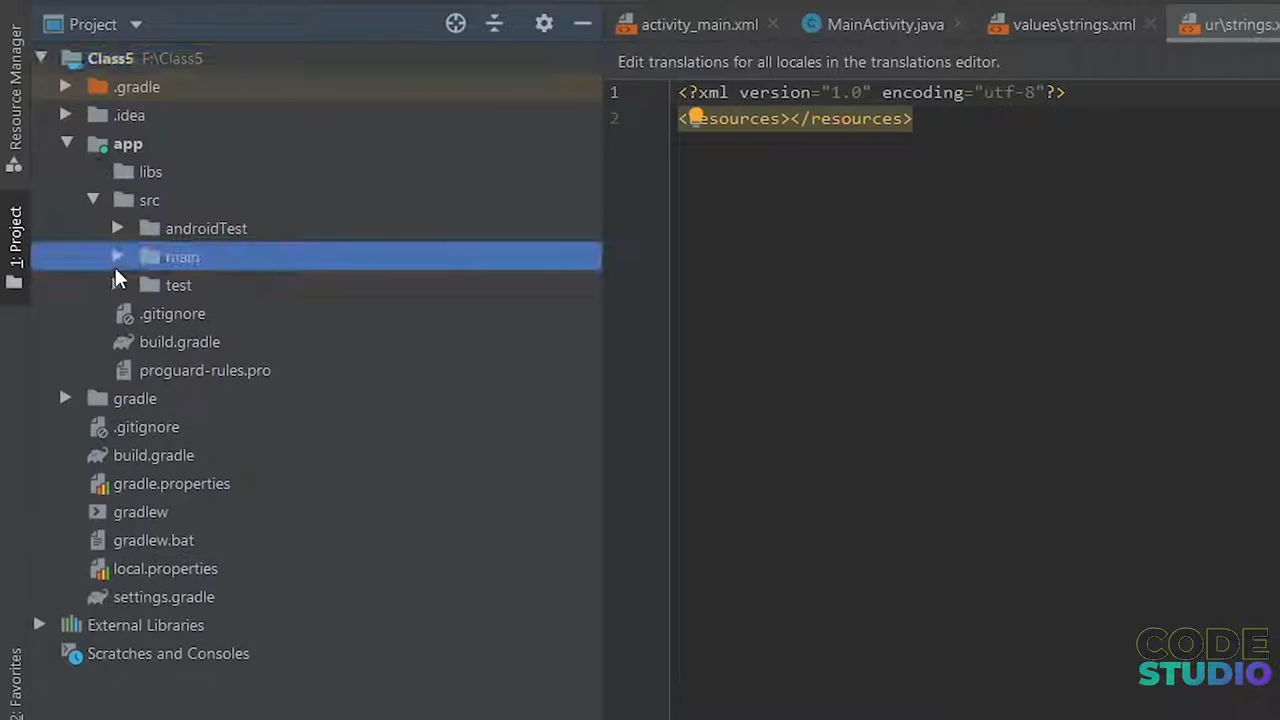 Project
activity_main.xml
MainActivity.java
values\strings.xml
ur\strings.x
Resource Manager
1: Project
2: Favorites
Class5 F:\Class5
.gradle
.idea
app
libs
src
androidTest
main
test
.gitignore
build.gradle
proguard-rules.pro
gradle
.gitignore
build.gradle
gradle.properties
gradlew
gradlew.bat
local.properties
settings.gradle
External Libraries
Scratches and Consoles
Edit translations for all locales in the translations editor.
1 <?xml version="1.0" encoding="utf-8"?>
2 <resources></resources>
CODE
STUDIO